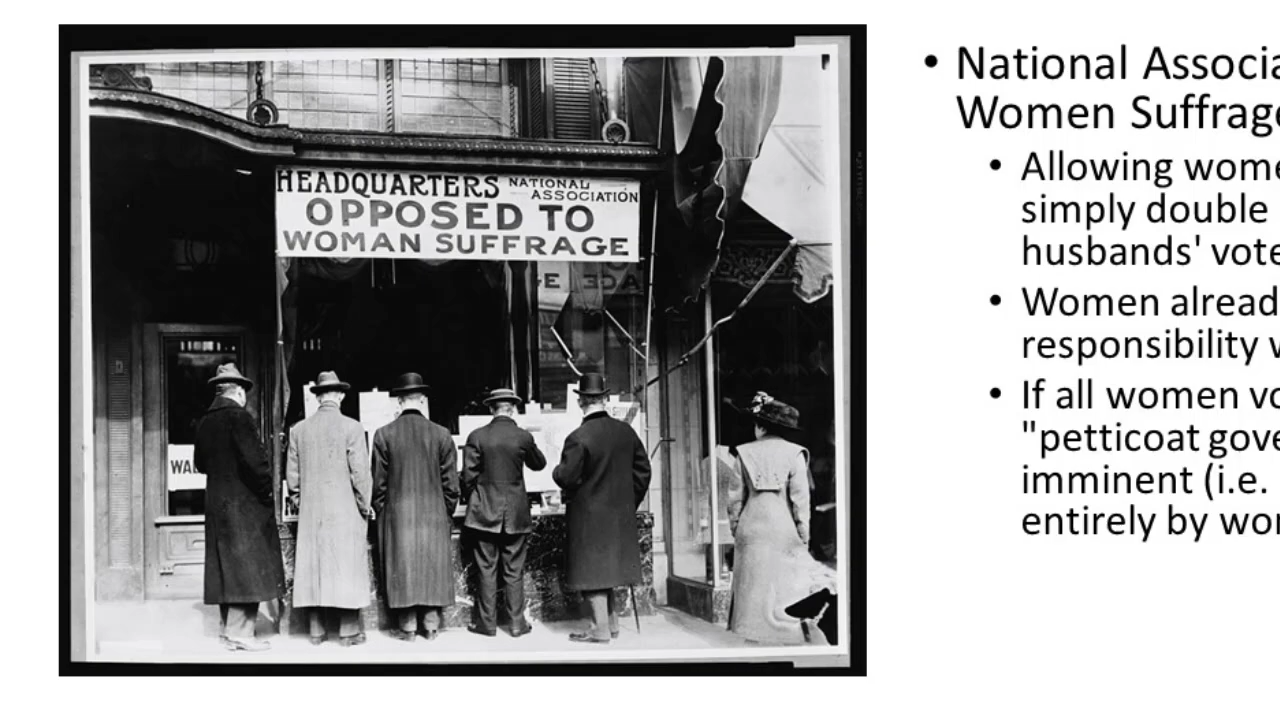 HEADQUARTERS NATIONAL ASSOCIATION
OPPOSED TO
WOMAN SUFFRAGE
WAL
• National Associa
Women Suffrage
• Allowing wome
simply double
husbands' vote
• Women alread
responsibility w
• If all women vo
"petticoat gove
imminent (i.e.
entirely by wor